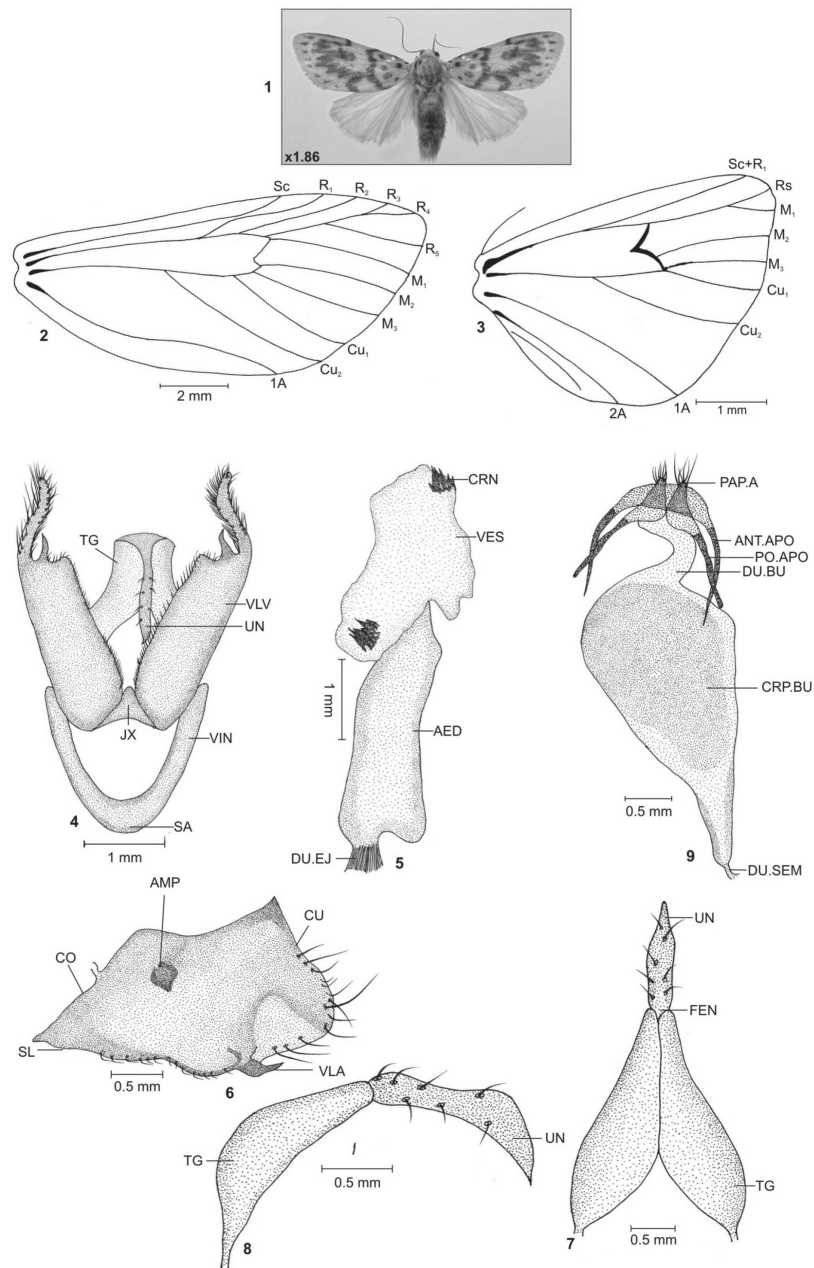 1
x1.86
Sc R₁ R₂ R₃ R₄
R₅
M₁
M₂
M₃
Cu₁
Cu₂
1A
2
2 mm
Sc+R₁
Rs
M₁
M₂
M₃
Cu₁
Cu₂
1A
2A
3
1 mm
TG
VLV
UN
JX
VIN
SA
4
1 mm
CRN
VES
1 mm
AED
DU.EJ
5
PAP.A
ANT.APO
PO.APO
DU.BU
CRP.BU
0.5 mm
9
DU.SEM
AMP
CO
CU
SL
0.5 mm
6
VLA
TG
UN
0.5 mm
8
UN
FEN
TG
0.5 mm
7